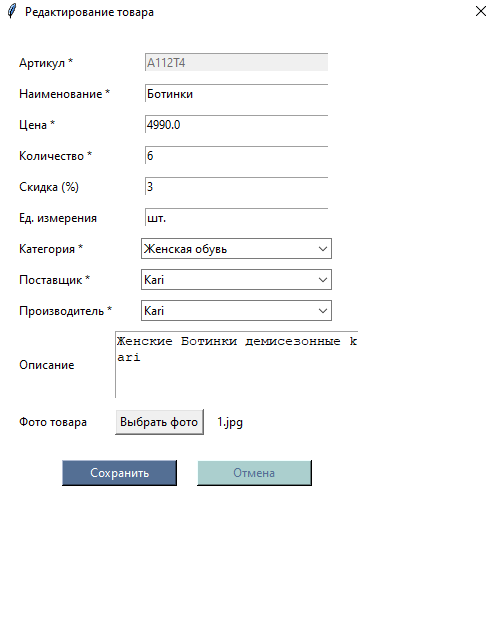 Редактирование товара
Артикул * A112T4
Наименование * Ботинки
Цена * 4990.0
Количество * 6
Скидка (%) 3
Ед. измерения шт.
Категория * Женская обувь
Поставщик * Kari
Производитель * Kari
Описание Женские Ботинки демисезонные k
ari
Фото товара Выбрать фото 1.jpg
Сохранить Отмена